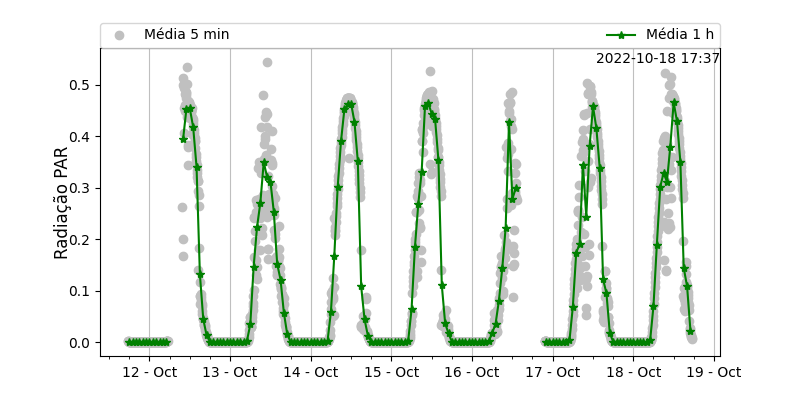 Média 5 min
Média 1 h
2022-10-18 17:37
Radiação PAR
0.5
0.4
0.3
0.2
0.1
0.0
12 - Oct
13 - Oct
14 - Oct
15 - Oct
16 - Oct
17 - Oct
18 - Oct
19 - Oct